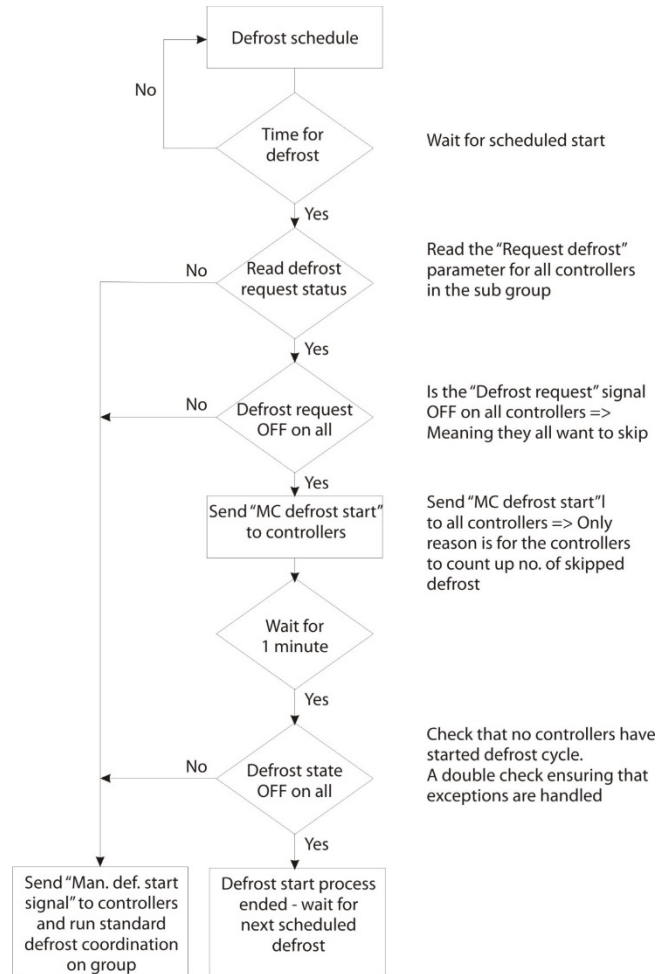 Defrost schedule
No
Time for
defrost
Wait for scheduled start
Yes
No
Read defrost
request status
Read the “Request defrost”
parameter for all controllers
in the sub group
Yes
No
Defrost request
OFF on all
Is the “Defrost request” signal
OFF on all controllers =>
Meaning they all want to skip
Yes
Send “MC defrost start”
to controllers
Send “MC defrost start”l
to all controllers => Only
reason is for the controllers
to count up no. of skipped
defrost
Wait for
1 minute
Yes
No
Defrost state
OFF on all
Check that no controllers have
started defrost cycle.
A double check ensuring that
exceptions are handled
Yes
Send “Man. def. start
signal” to controllers
and run standard
defrost coordination
on group
Defrost start process
ended - wait for
next scheduled
defrost